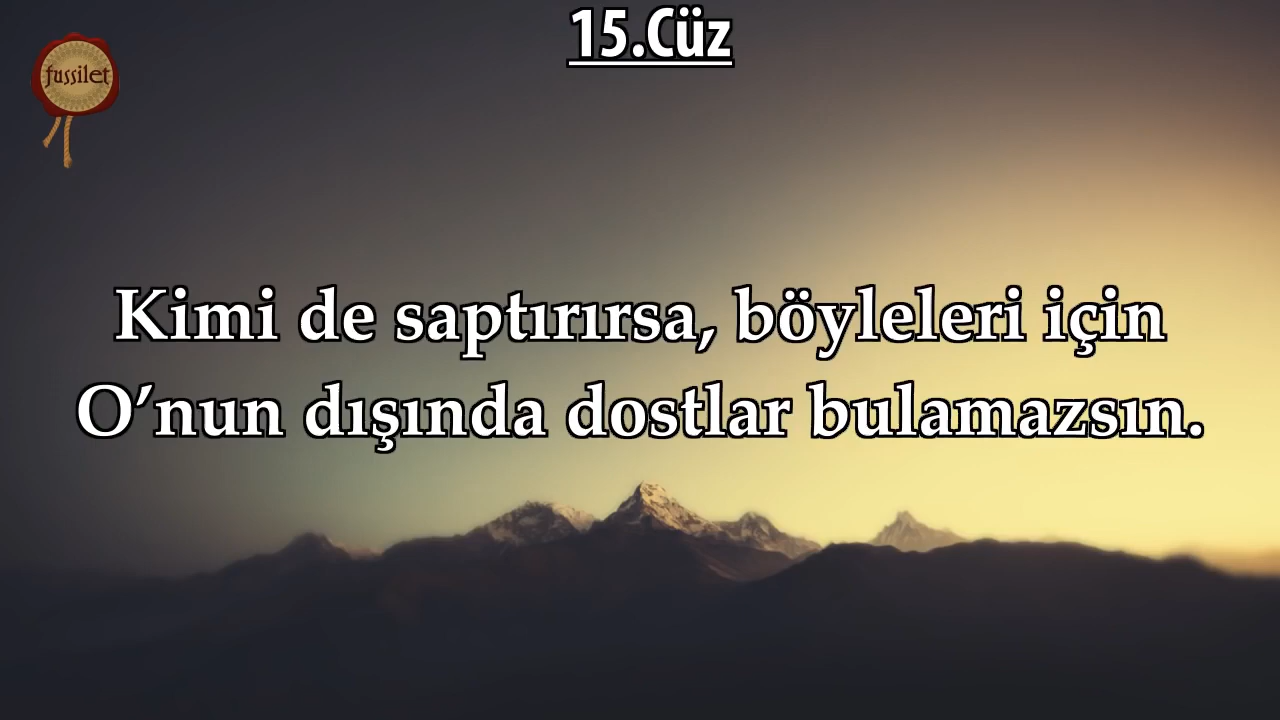 15.Cüz
fussilet
Kimi de saptırırsa, böyleleri için
O’nun dışında dostlar bulamazsın.